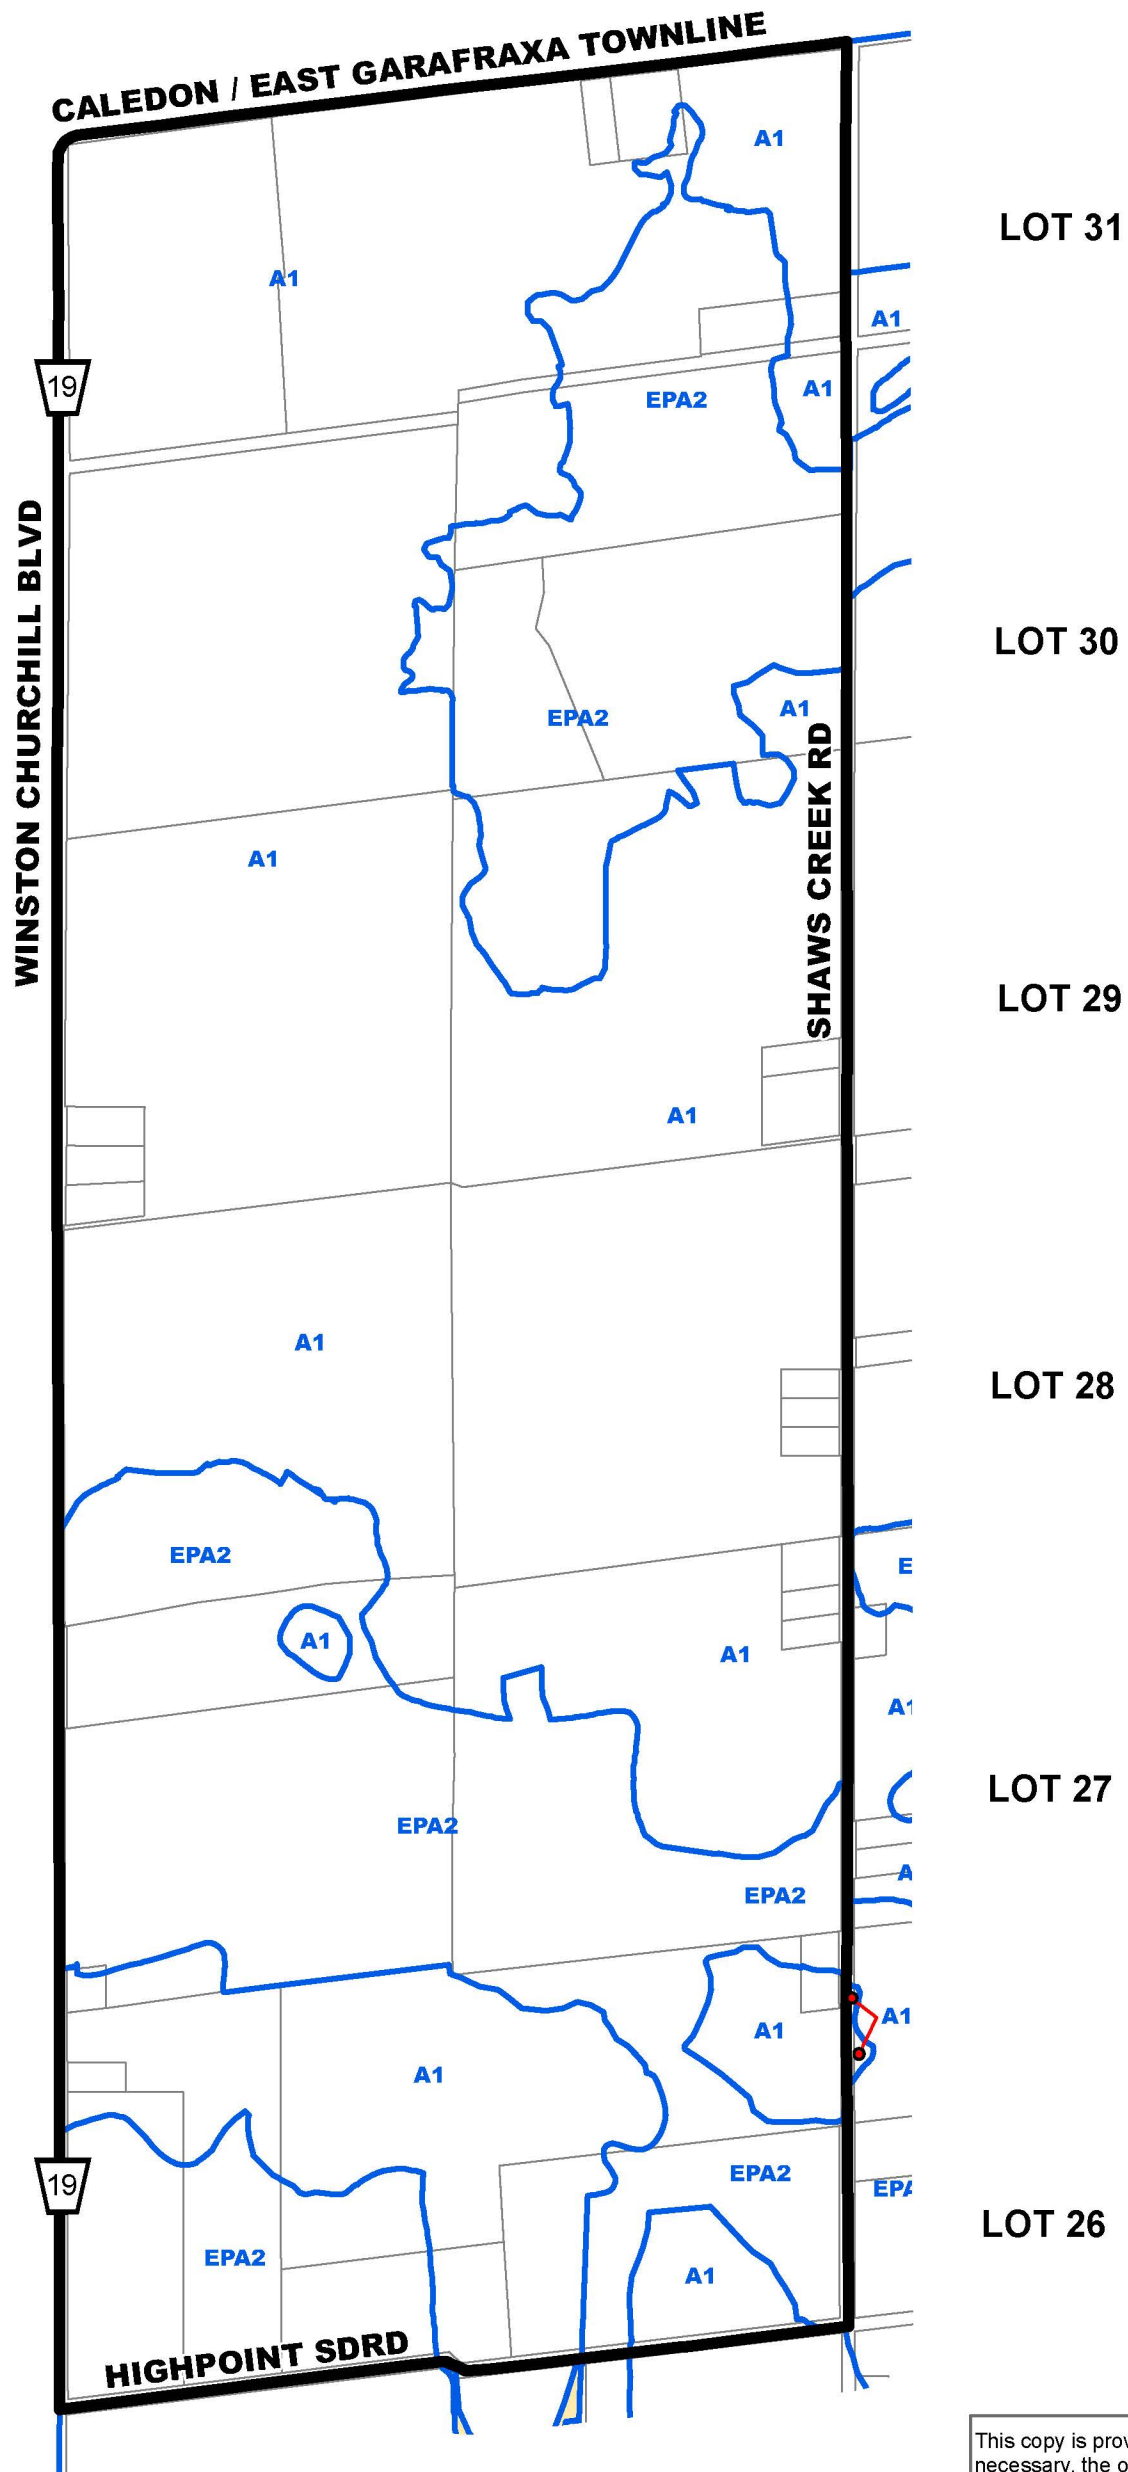 CALEDON / EAST GARAFRAXA TOWNLINE
A1
LOT 31
A1
A1
19
A1
EPA2
WINSTON CHURCHILL BLVD
LOT 30
A1
EPA2
SHAWS CREEK RD
A1
LOT 29
A1
A1
LOT 28
EPA2
E
A1
A1
A1
LOT 27
EPA2
A
EPA2
A1
A1
A1
EPA2
19
EPA
LOT 26
EPA2
A1
HIGHPOINT SDRD
This copy is prov
necessary, the o